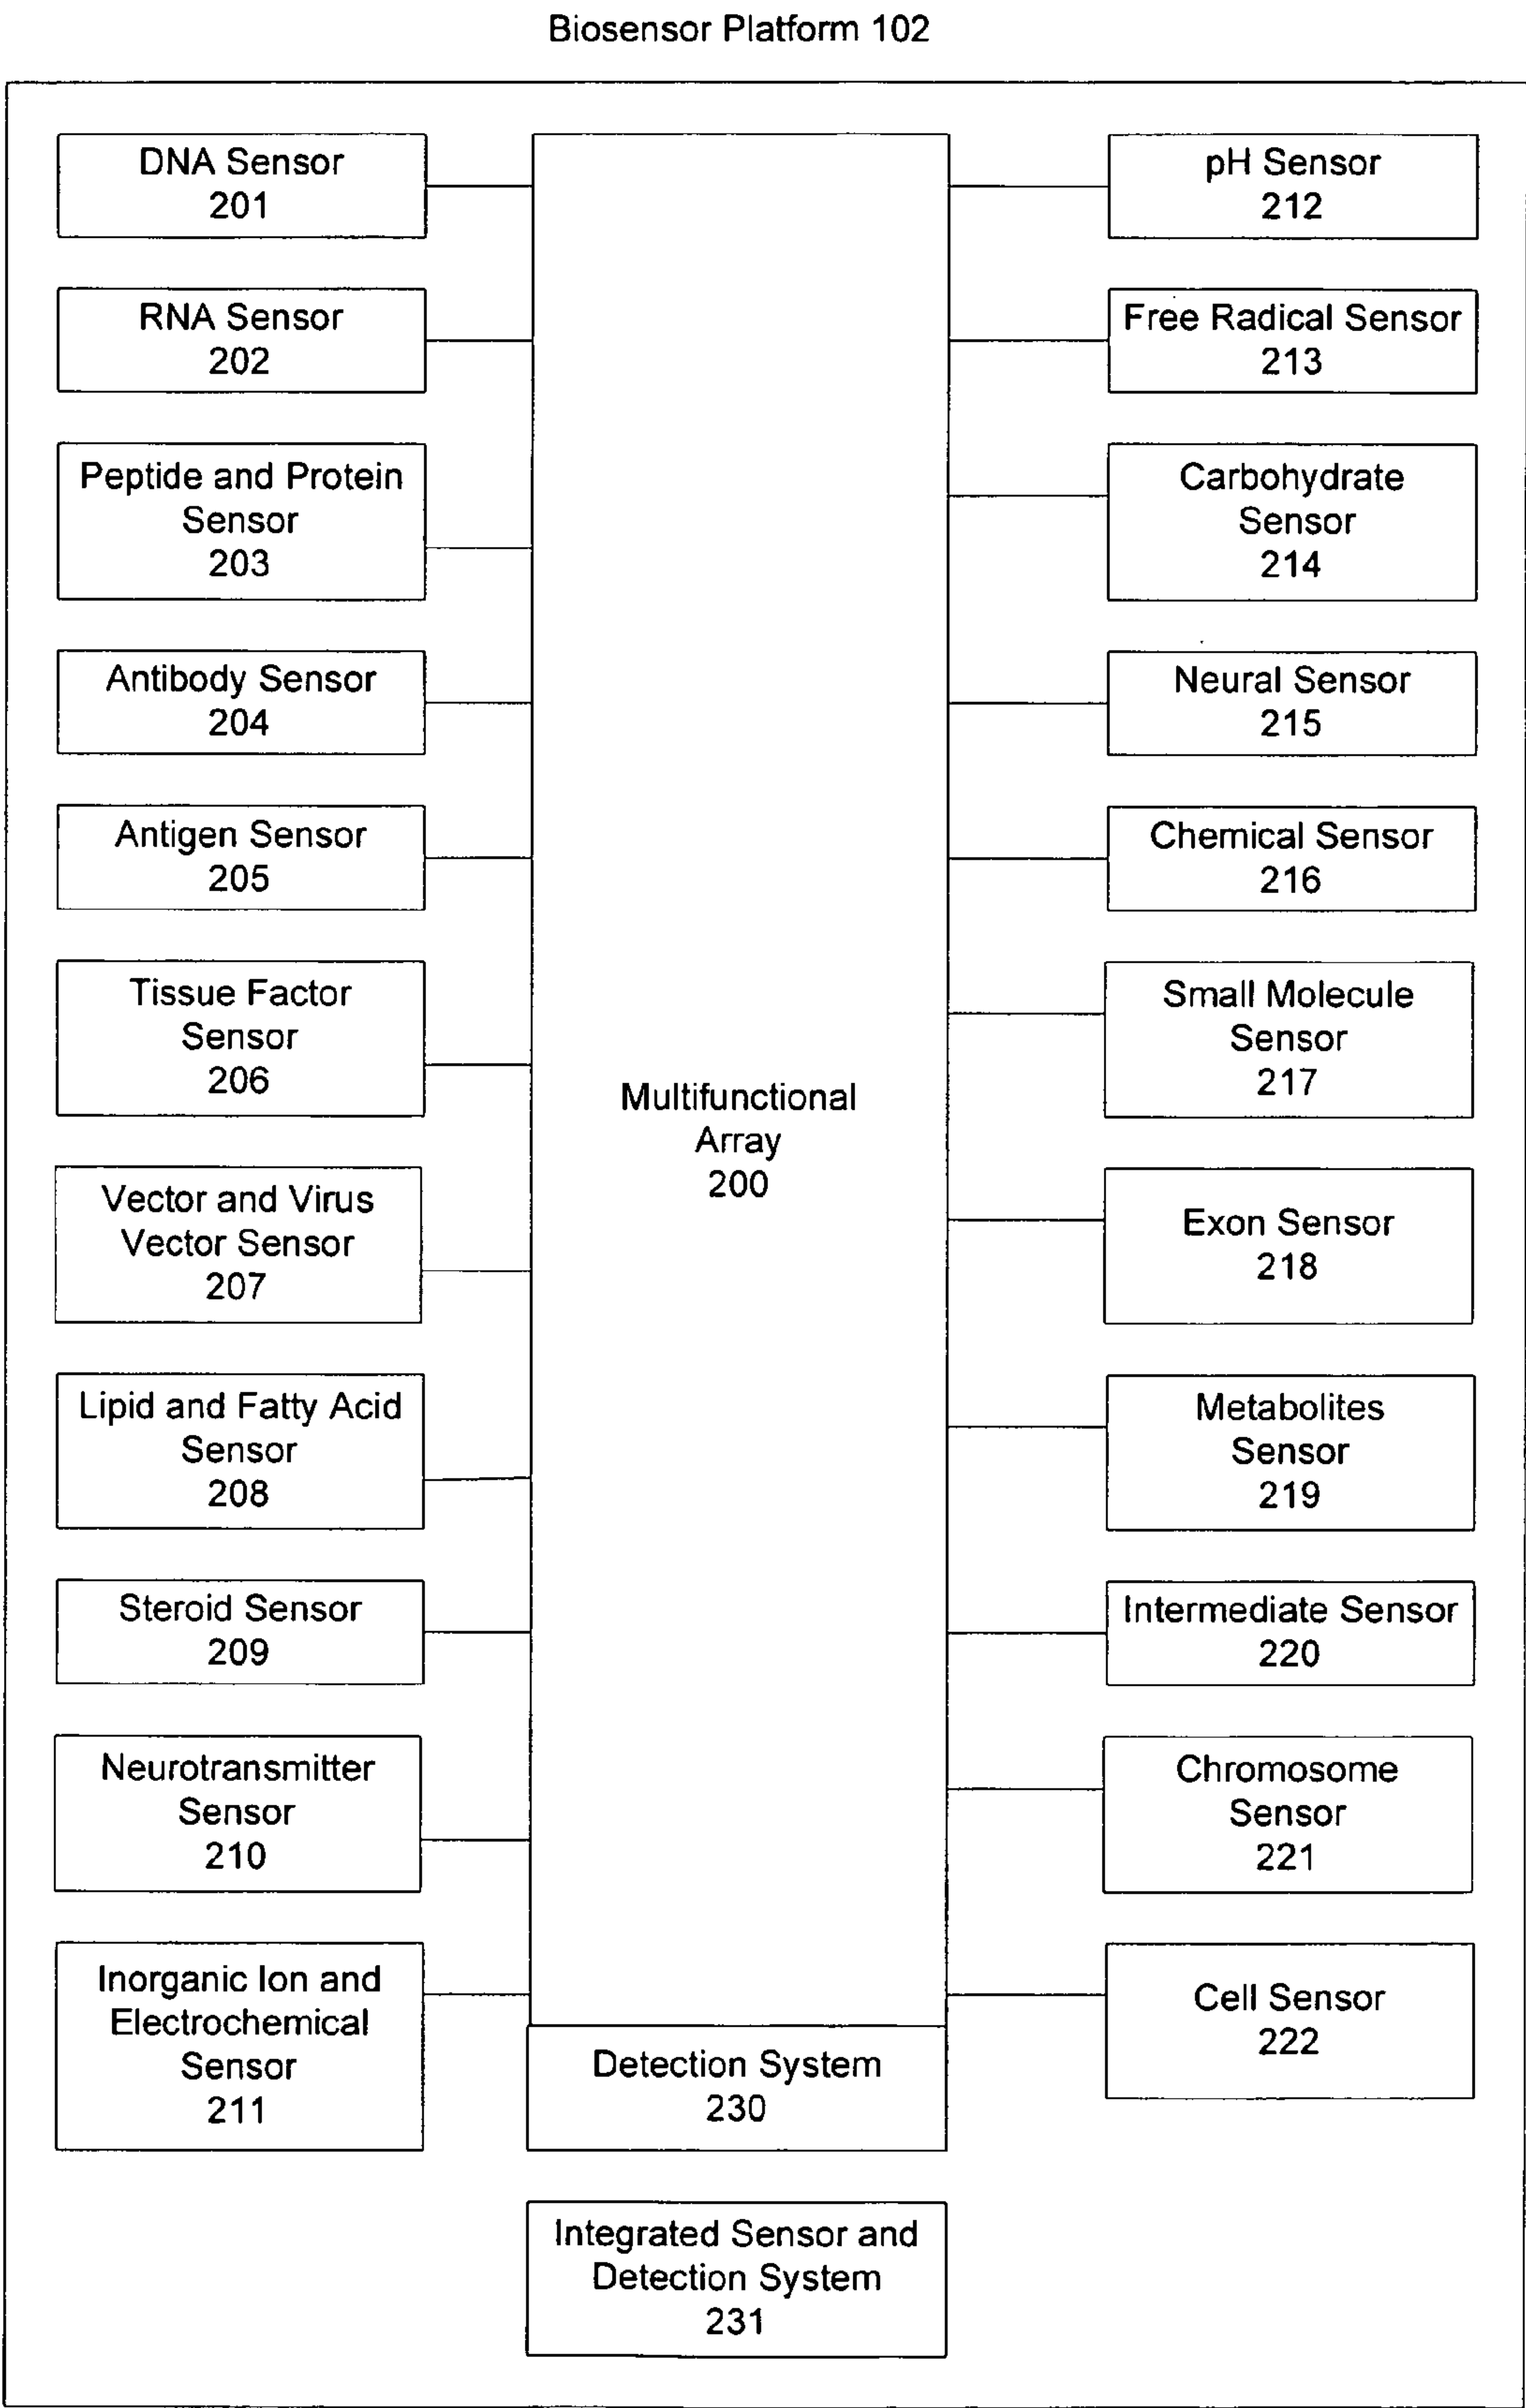 Biosensor Platform 102
DNA Sensor
201
RNA Sensor
202
Peptide and Protein
Sensor
203
Antibody Sensor
204
Antigen Sensor
205
Tissue Factor
Sensor
206
Vector and Virus
Vector Sensor
207
Lipid and Fatty Acid
Sensor
208
Steroid Sensor
209
Neurotransmitter
Sensor
210
Inorganic Ion and
Electrochemical
Sensor
211
Multifunctional
Array
200
Detection System
230
Integrated Sensor and
Detection System
231
pH Sensor
212
Free Radical Sensor
213
Carbohydrate
Sensor
214
Neural Sensor
215
Chemical Sensor
216
Small Molecule
Sensor
217
Exon Sensor
218
Metabolites
Sensor
219
Intermediate Sensor
220
Chromosome
Sensor
221
Cell Sensor
222